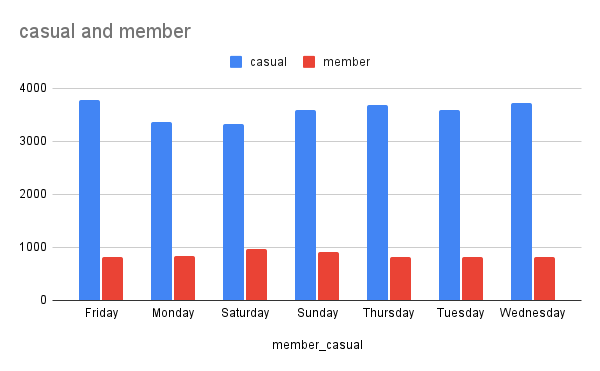 casual and member
casual member
4000
3000
2000
1000
0
Friday Monday Saturday Sunday Thursday Tuesday Wednesday
member_casual